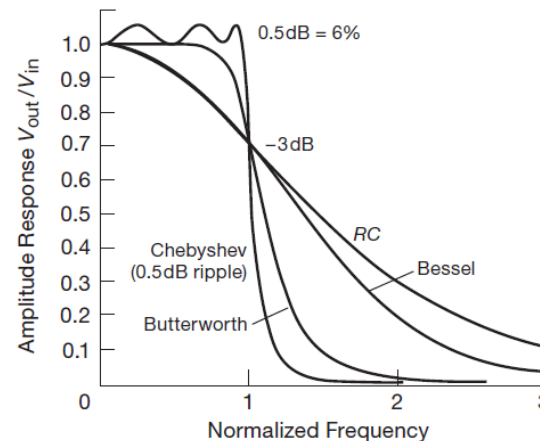 0.5dB = 6%
1.0
0.9
0.8
0.7
0.6
0.5
0.4
0.3
0.2
0.1
Amplitude Response Vout/Vin
−3dB
RC
Chebyshev
(0.5dB ripple)
Bessel
Butterworth
0
1
2
3
Normalized Frequency